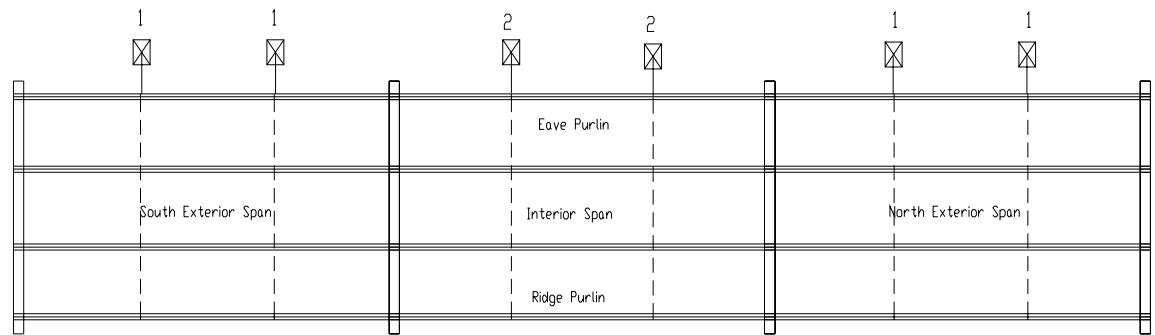 1 1 2 2 1 1
Eave Purlin
South Exterior Span Interior Span North Exterior Span
Ridge Purlin